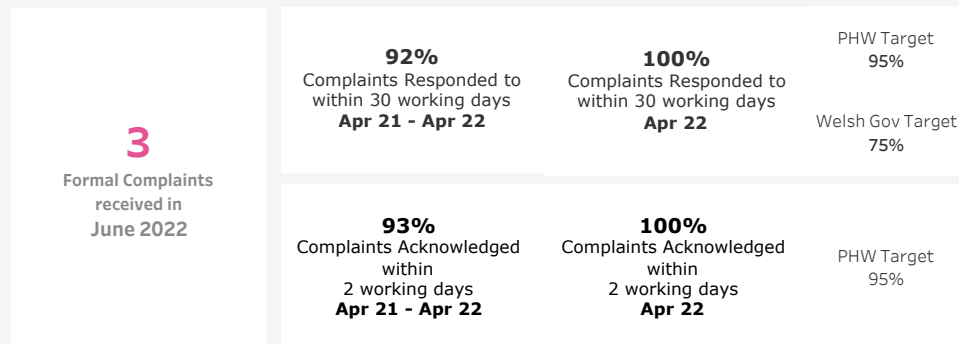 3
Formal Complaints
received in
June 2022
92%
Complaints Responded to
within 30 working days
Apr 21 - Apr 22
100%
Complaints Responded to
within 30 working days
Apr 22
PHW Target
95%
Welsh Gov Target
75%
93%
Complaints Acknowledged
within
2 working days
Apr 21 - Apr 22
100%
Complaints Acknowledged
within
2 working days
Apr 22
PHW Target
95%